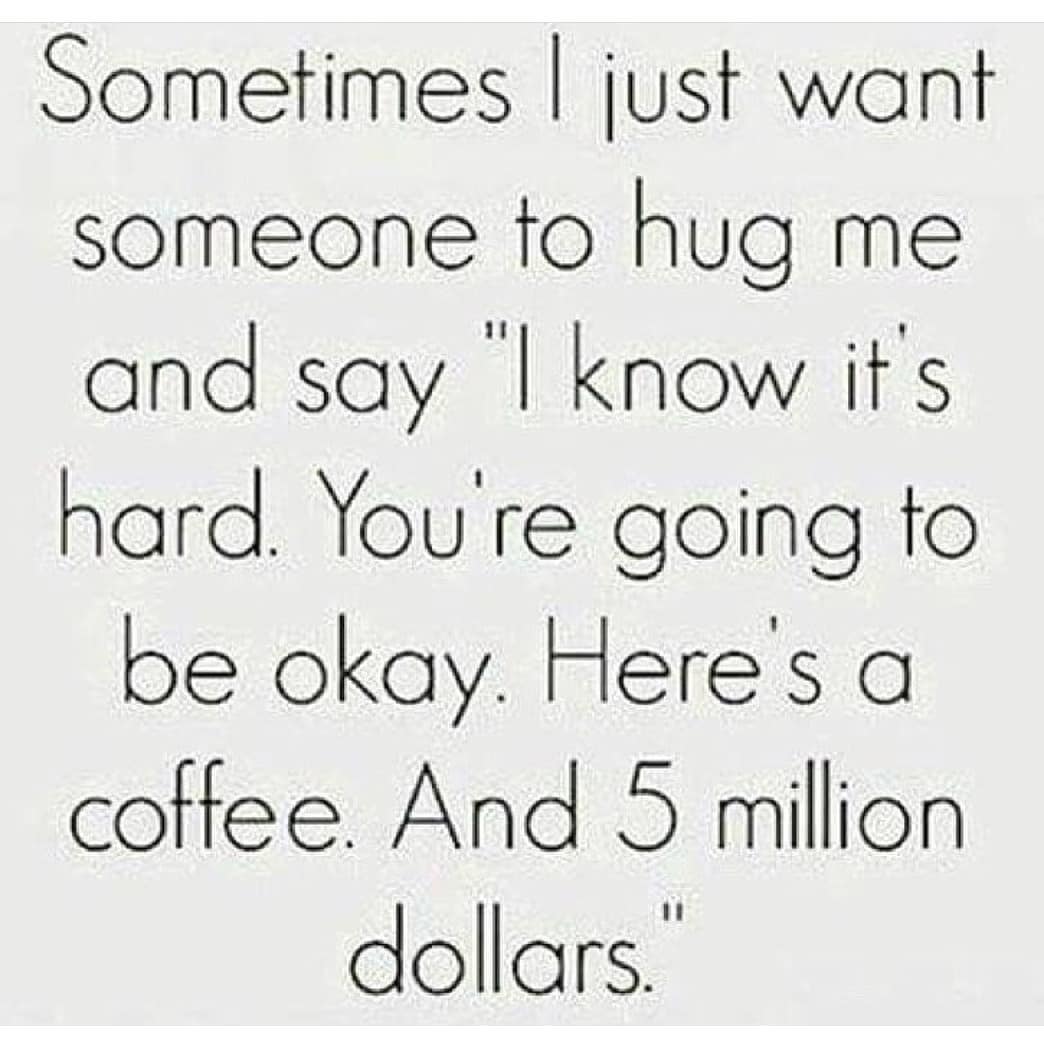 Sometimes I just want
someone to hug me
and say "I know it's
hard. You're going to
be okay. Here's a
coffee. And 5 million
dollars."